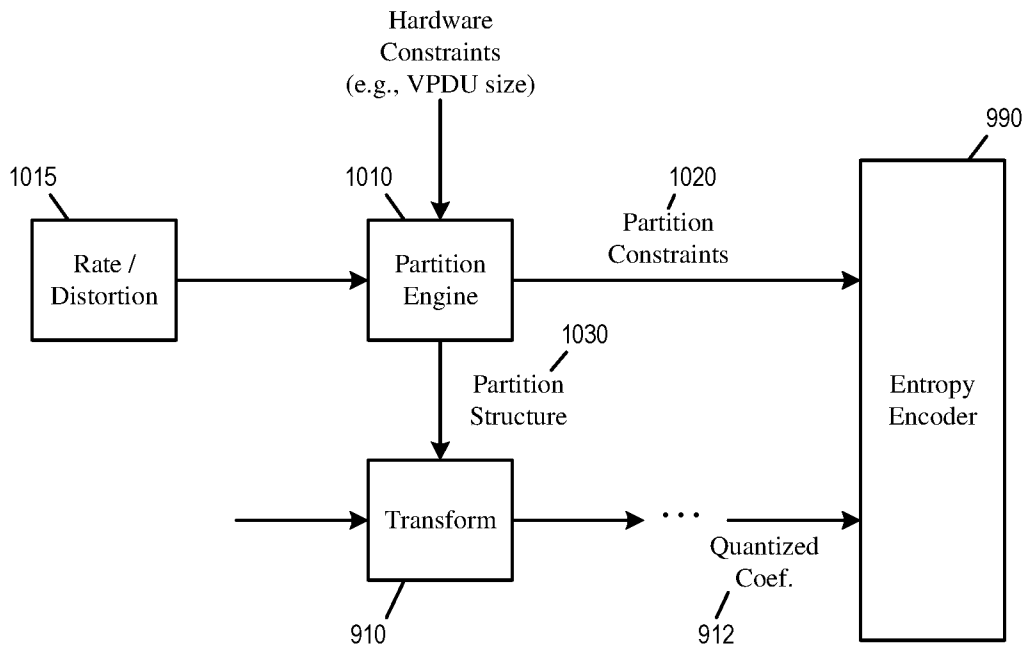 Hardware
Constraints
(e.g., VPDU size)
990
1015
1010
1020
Partition
Constraints
Rate /
Distortion
Partition
Engine
1030
Partition
Structure
Entropy
Encoder
Transform
...
Quantized
Coef.
910
912